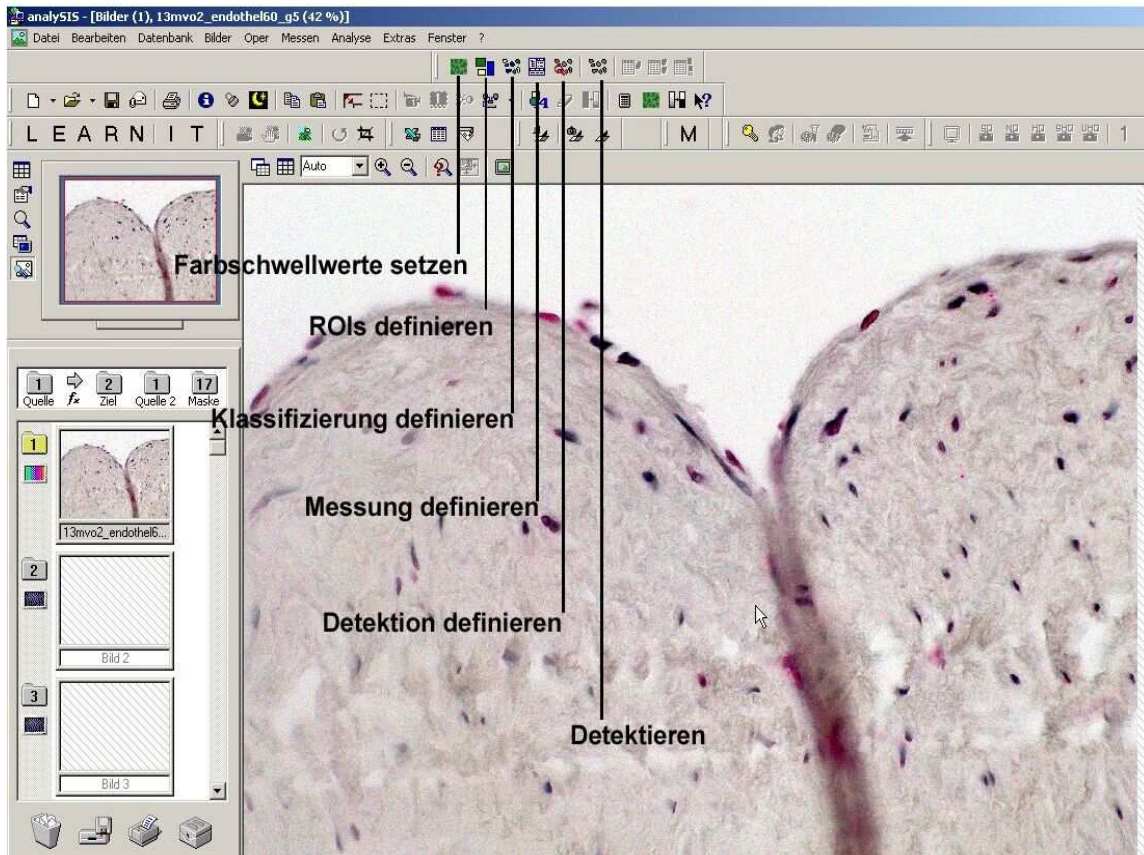 analySIS - [Bilder (1), 13mvo2_endothel60_g5 (42 %)]
Datei Bearbeiten Datenbank Bilder Oper Messen Analyse Extras Fenster ?
L E A R N I T M 1
Auto
Farbschwellwerte setzen
ROIs definieren
1 2 1 17
Quelle fx Ziel Quelle 2 Maske
Klassifizierung definieren
1
Messung definieren
13mvo2_endothel6...
2
Detektion definieren
Bild 2
3
Detektieren
Bild 3